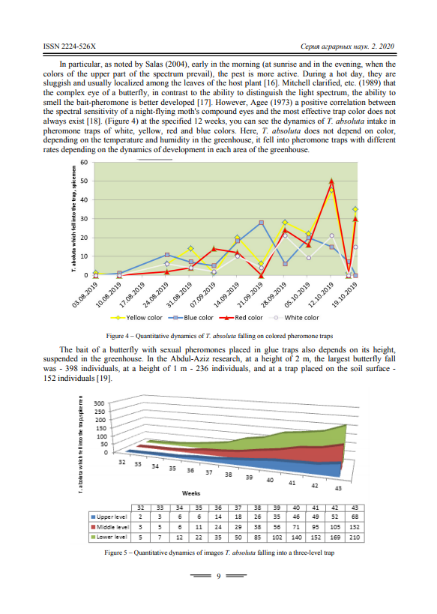 ISSN 2224-526X Серия аграрных наук. 2. 2020
In particular, as noted by Salas (2004), early in the morning (at sunrise and in the evening, when the
colors of the upper part of the spectrum prevail), the pest is more active. During a hot day, they are
sluggish and usually localized among the leaves of the host plant [16]. Mitchell clarified, etc. (1989) that
the complex eye of a butterfly, in contrast to the ability to distinguish the light spectrum, the ability to
smell the bait-pheromone is better developed [17]. However, Agee (1973) a positive correlation between
the spectral sensitivity of a night-flying moth's compound eyes and the most effective trap color does not
always exist [18]. (Figure 4) at the specified 12 weeks, you can see the dynamics of T. absoluta intake in
pheromone traps of white, yellow, red and blue colors. Here, T. absoluta does not depend on color,
depending on the temperature and humidity in the greenhouse, it fell into pheromone traps with different
rates depending on the dynamics of development in each area of the greenhouse.
T. absoluta which fell into the trap, spicemen
60
50
40
30
20
10
0
03.08.2019 10.08.2019 17.08.2019 24.08.2019 31.08.2019 07.09.2019 14.09.2019 21.09.2019 28.09.2019 05.10.2019 12.10.2019 19.10.2019
Yellow color Blue color Red color White color
Figure 4 – Quantitative dynamics of T. absoluta falling on colored pheromone traps
The bait of a butterfly with sexual pheromones placed in glue traps also depends on its height,
suspended in the greenhouse. In the Abdul-Aziz research, at a height of 2 m, the largest butterfly fall
was - 398 individuals, at a height of 1 m - 236 individuals, and at a trap placed on the soil surface -
152 individuals [19].
T. absoluta which fell into the trap, spicemen s
300
250
200
150
100
50
0
32 33 34 35 36 37 38 39 40 41 42 43
Weeks
32 33 34 35 36 37 38 39 40 41 42 43
Upper level 2 3 6 6 14 18 26 35 46 49 52 68
Middle level 5 5 6 11 24 29 38 56 71 95 105 132
Lower level 5 7 12 22 35 50 85 102 140 152 169 210
Figure 5 – Quantitative dynamics of images T. absoluta falling into a three-level trap
9